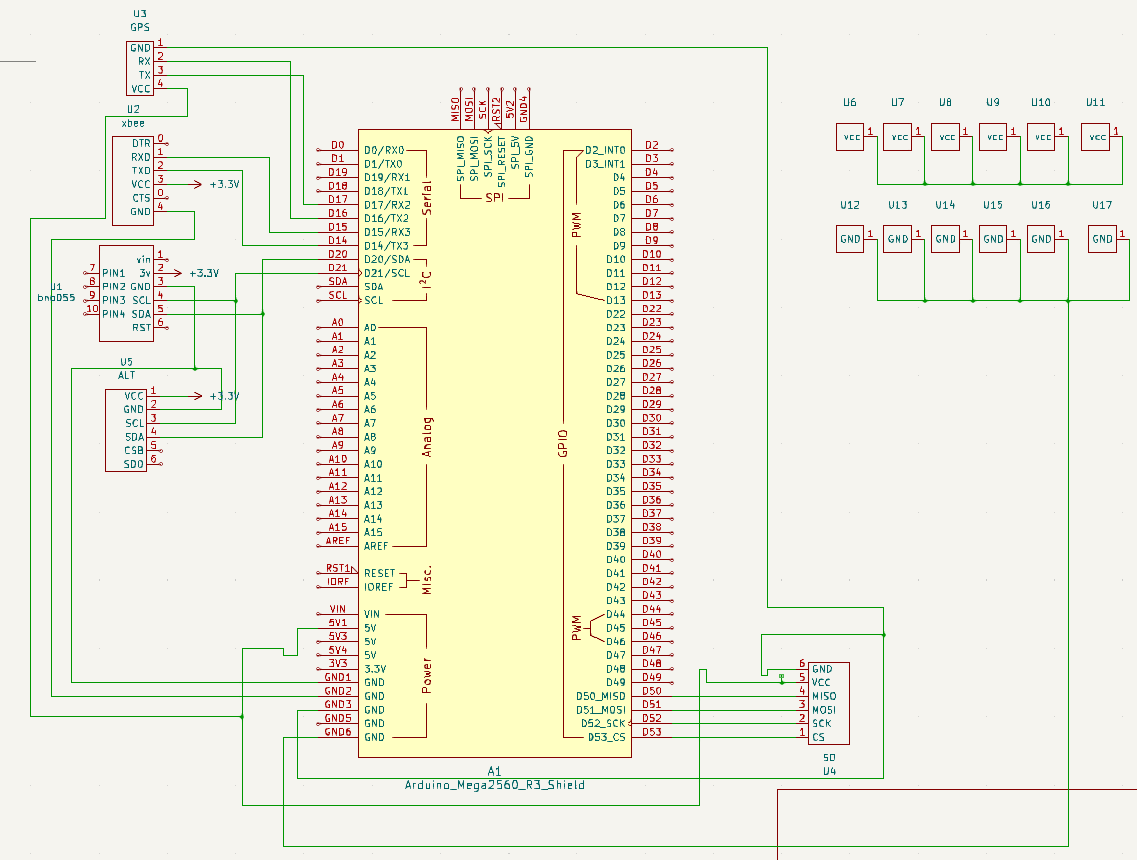 U3
GPS
GND 1
RX 2
TX 3
VCC 4
U2
xbee
DTR 0
RXD 1
TXD 2
VCC 3 +3.3V
CTS 0
GND 4
vin 1
7 PIN1 3v 2 +3.3V
8 PIN2 GND 3
9 PIN3 SCL 4
10 PIN4 SDA 5
RST 6
U1
bno055
U5
ALT
VCC 1 +3.3V
GND 2
SCL 3
SDA 4
CSB 5
SDO 6
MISO MOSI SCK RST2 5V2 GND4
SPI_MISO SPI_MOSI SPI_SCK SPI_RESET SPI_5V SPI_GND
SPI
D0 D0/RX0
D1 D1/TX0
D19 D19/RX1
D18 D18/TX1
D17 D17/RX2
D16 D16/TX2
D15 D15/RX3
D14 D14/TX3
Serial
D20 D20/SDA
D21 D21/SCL
SDA SDA
SCL SCL
I²C
A0 A0
A1 A1
A2 A2
A3 A3
A4 A4
A5 A5
A6 A6
A7 A7
A8 A8
A9 A9
A10 A10
A11 A11
A12 A12
A13 A13
A14 A14
A15 A15
AREF AREF
Analog
RST1 RESET
IORF IOREF
Misc.
VIN VIN
5V1 5V
5V3 5V
5V4 5V
3V3 3.3V
GND1 GND
GND2 GND
GND3 GND
GND5 GND
GND6 GND
Power
D2_INT0 D2
D3_INT1 D3
D4 D4
D5 D5
D6 D6
D7 D7
D8 D8
D9 D9
D10 D10
D11 D11
D12 D12
D13 D13
PWM
D22 D22
D23 D23
D24 D24
D25 D25
D26 D26
D27 D27
D28 D28
D29 D29
D30 D30
D31 D31
D32 D32
D33 D33
D34 D34
D35 D35
D36 D36
D37 D37
D38 D38
D39 D39
D40 D40
D41 D41
D42 D42
D43 D43
D44 D44
D45 D45
D46 D46
D47 D47
D48 D48
D49 D49
D50_MISO D50
D51_MOSI D51
D52_SCK D52
D53_CS D53
GPIO
PWM
A1
Arduino_Mega2560_R3_Shield
6 GND
5 VCC
4 MISO
3 MOSI
2 SCK
1 CS
SD
U4
U6 U7 U8 U9 U10 U11
VCC 1 VCC 1 VCC 1 VCC 1 VCC 1 VCC 1
U12 U13 U14 U15 U16 U17
GND 1 GND 1 GND 1 GND 1 GND 1 GND 1